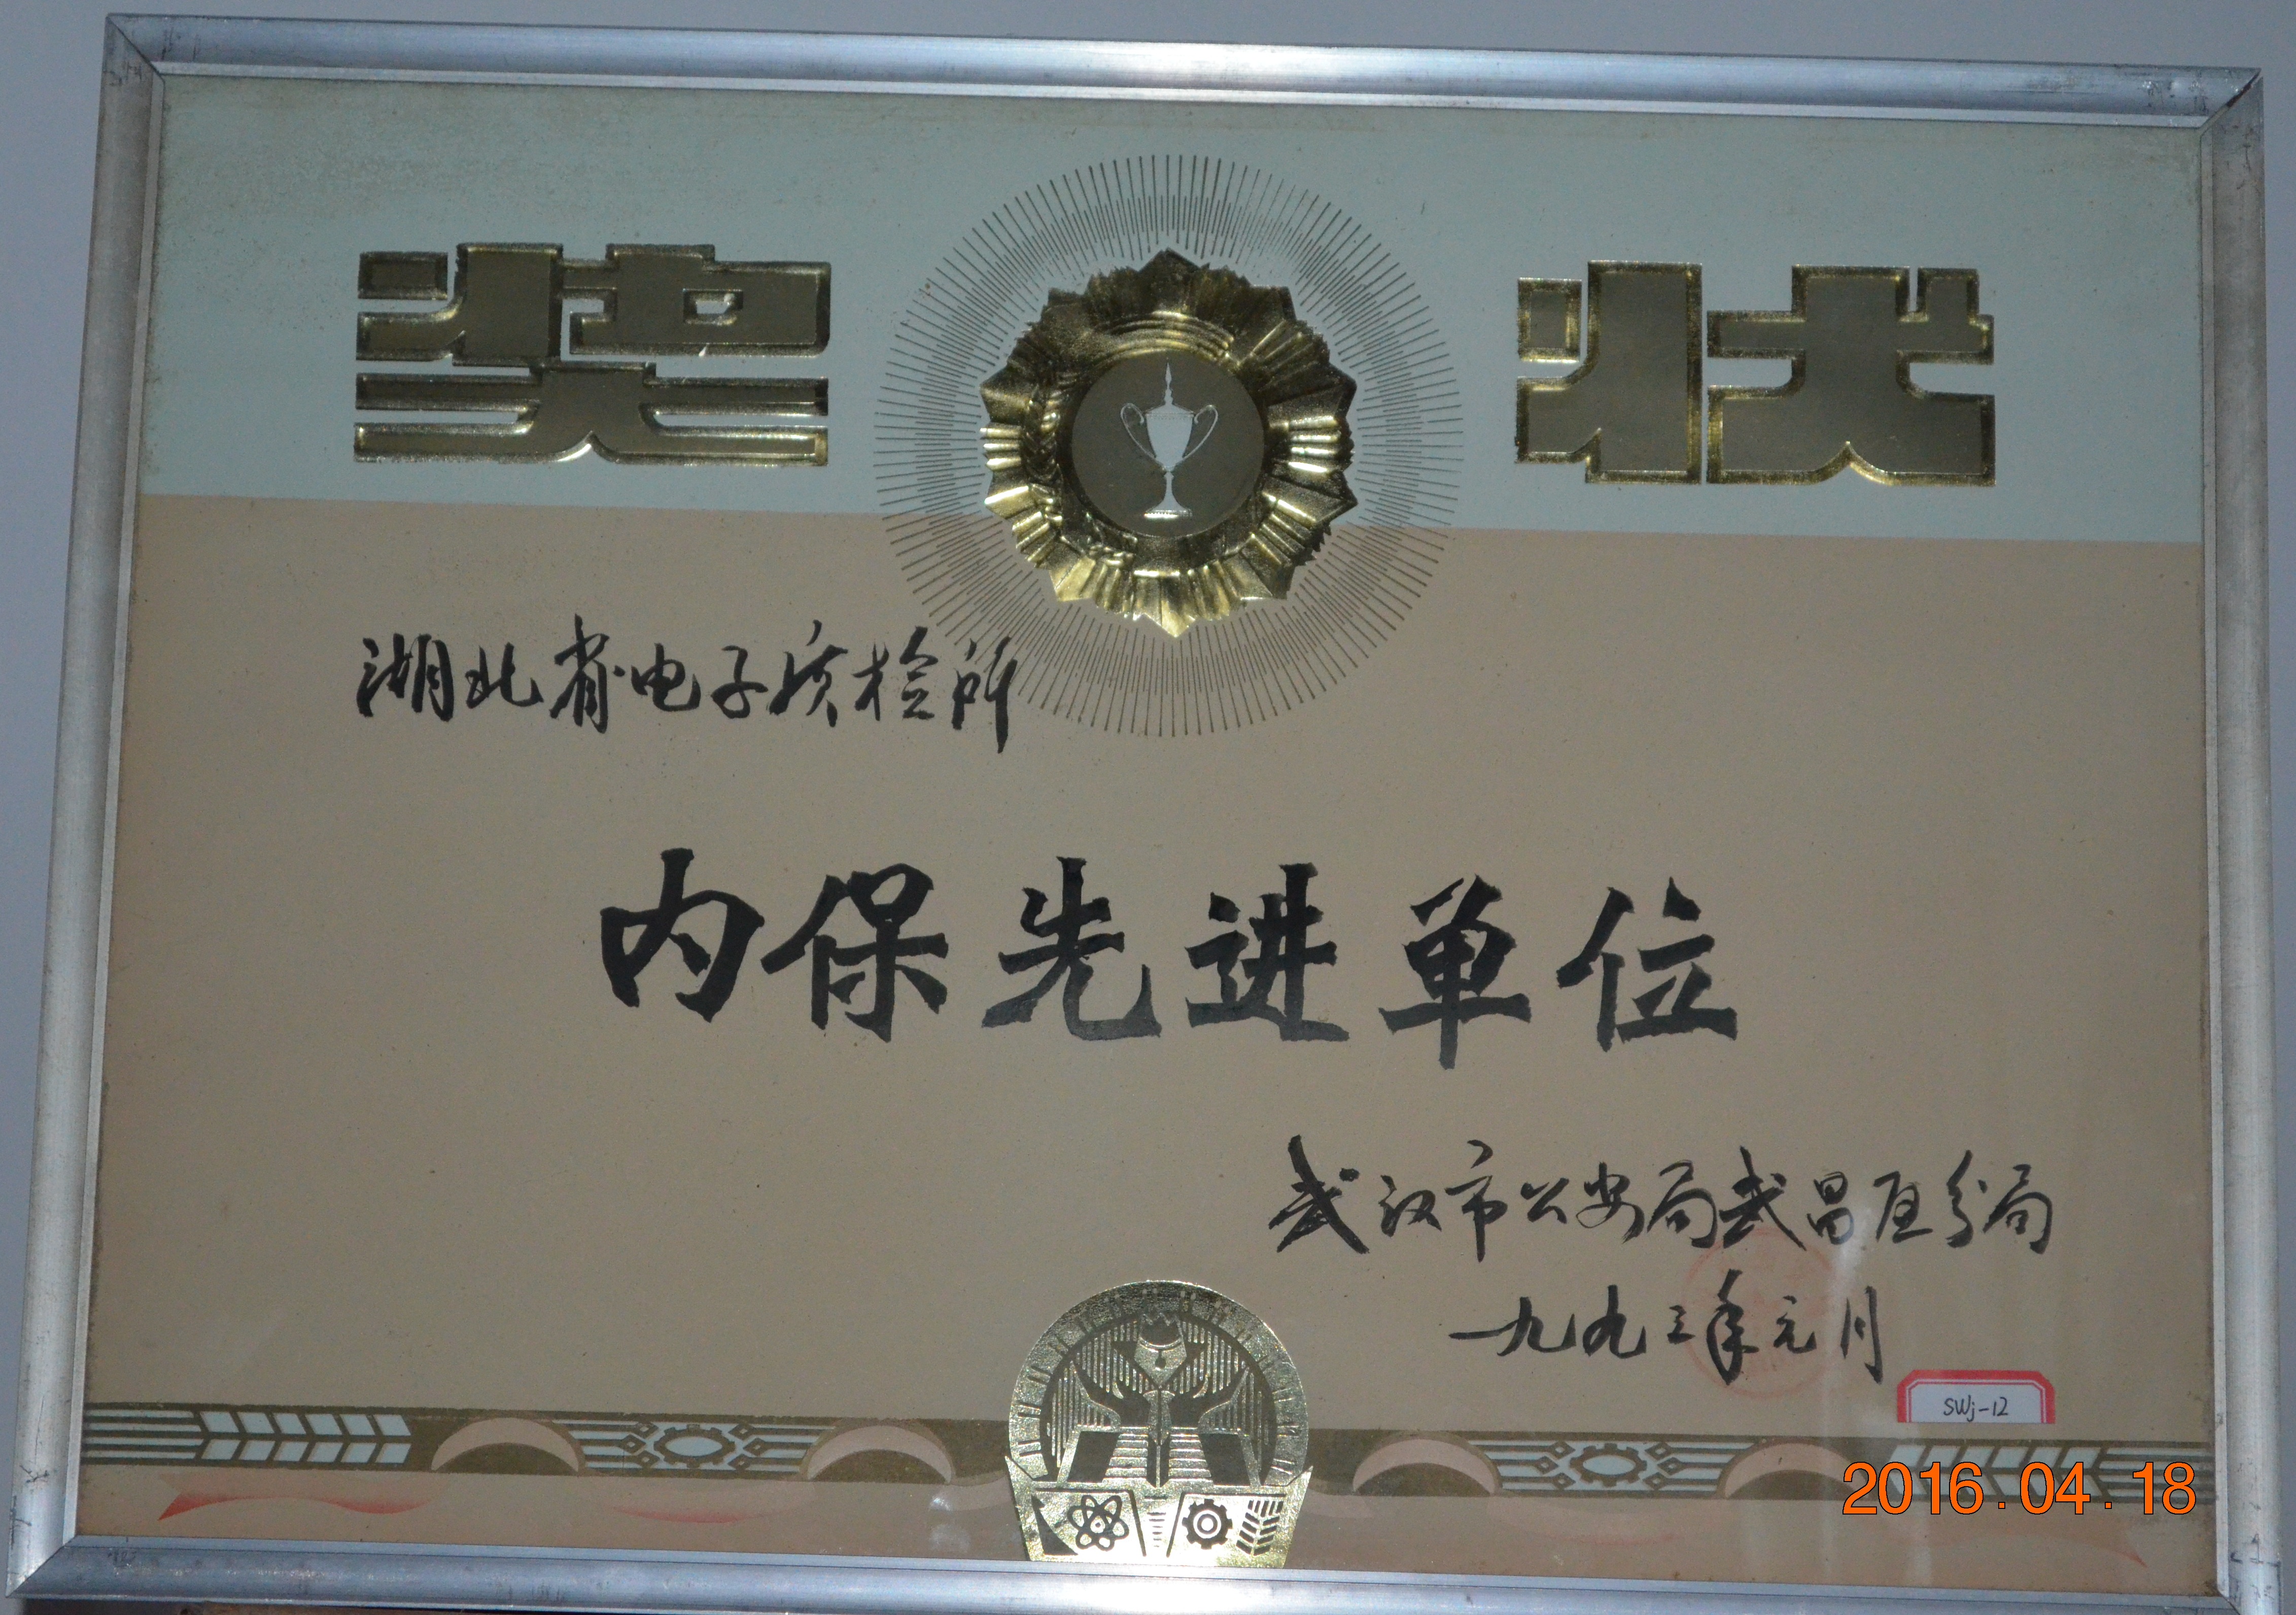 奖状
湖北省电子质检所
内保先进单位
武汉市公安局武昌区分局
一九九三年元月
SWj-12
2016.04.18